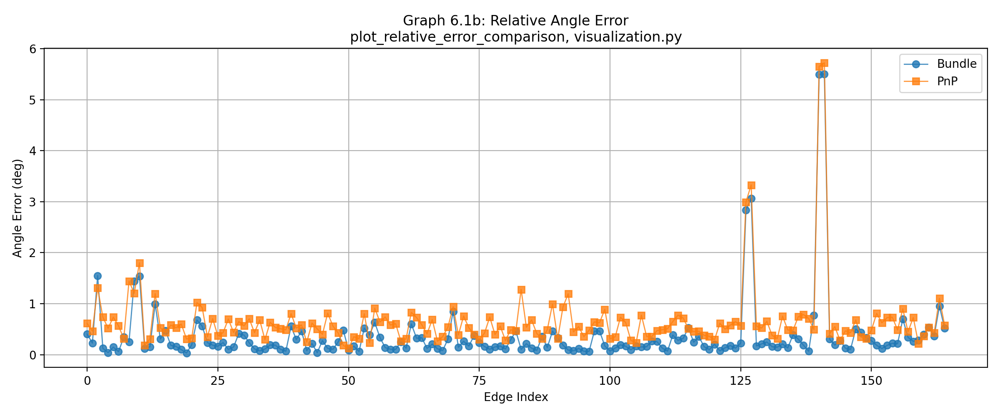 Graph 6.1b: Relative Angle Error
plot_relative_error_comparison, visualization.py
6
5
4
3
2
1
0
Angle Error (deg)
Bundle
PnP
0 25 50 75 100 125 150
Edge Index